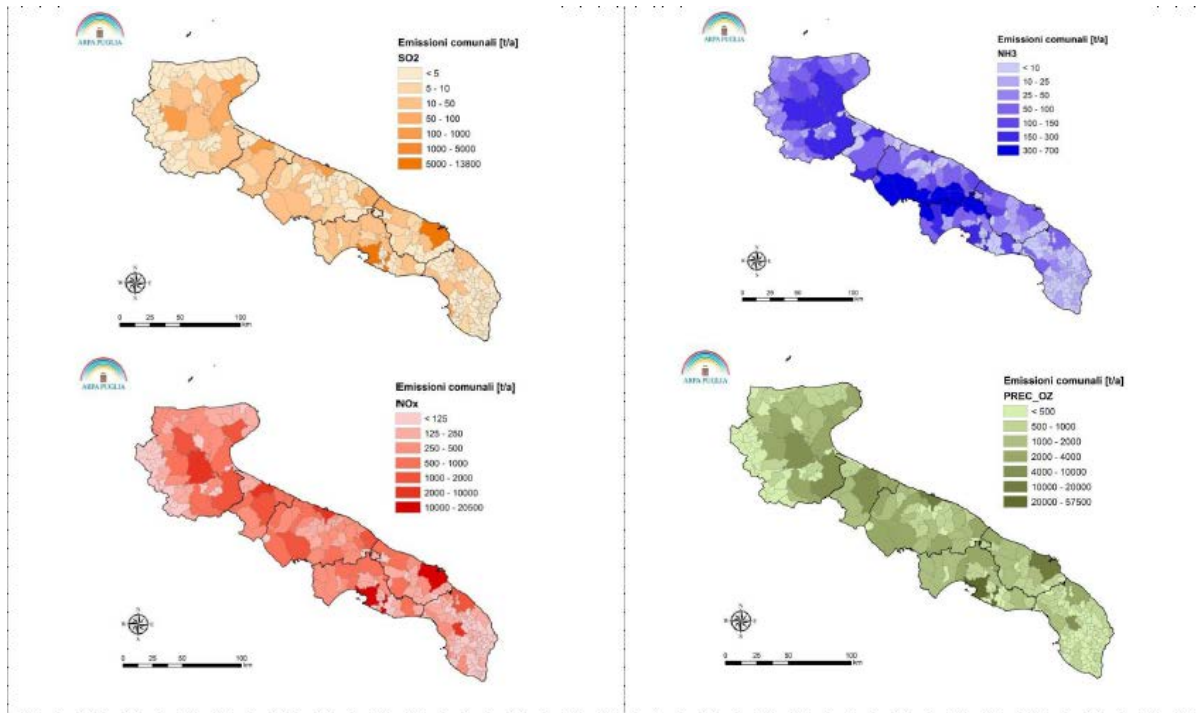 ARPA PUGLIA
Emissioni comunali [t/a]
SO2
< 5
5 - 10
10 - 50
50 - 100
100 - 1000
1000 - 5000
5000 - 13800
N
W E
S
0 25 50 100
km
ARPA PUGLIA
Emissioni comunali [t/a]
NH3
< 10
10 - 25
25 - 50
50 - 100
100 - 150
150 - 300
300 - 700
N
W E
S
0 25 50 100
km
ARPA PUGLIA
Emissioni comunali [t/a]
NOx
< 125
125 - 250
250 - 500
500 - 1000
1000 - 2000
2000 - 10000
10000 - 20500
N
W E
S
0 25 50 100
km
ARPA PUGLIA
Emissioni comunali [t/a]
PREC_OZ
< 500
500 - 1000
1000 - 2000
2000 - 4000
4000 - 10000
10000 - 20000
20000 - 57500
N
W E
S
0 25 50 100
km